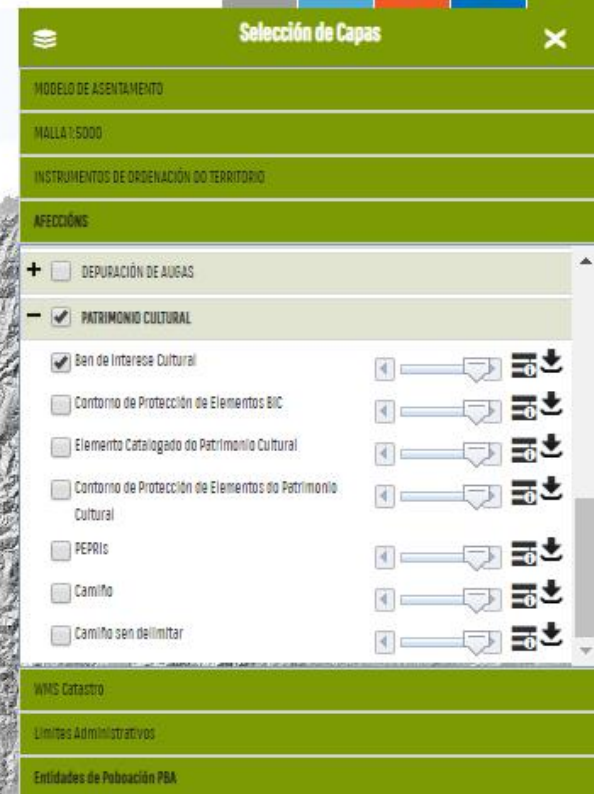 Selección de Capas
MODELO DE ASENTAMENTO
MALLA 1:5000
INSTRUMENTOS DE ORDENACIÓN DO TERRITORIO
AFECCIÓNS
DEPURACIÓN DE AUGAS
PATRIMONIO CULTURAL
Ben de Interese Cultural
Contorno de Protección de Elementos BIC
Elemento Catalogado do Patrimonio Cultural
Contorno de Protección de Elementos do Patrimonio
Cultural
PEPRIs
Camiño
Camiño sen delimitar
WMS Catastro
Límites Administrativos
Entidades de Poboación PBA